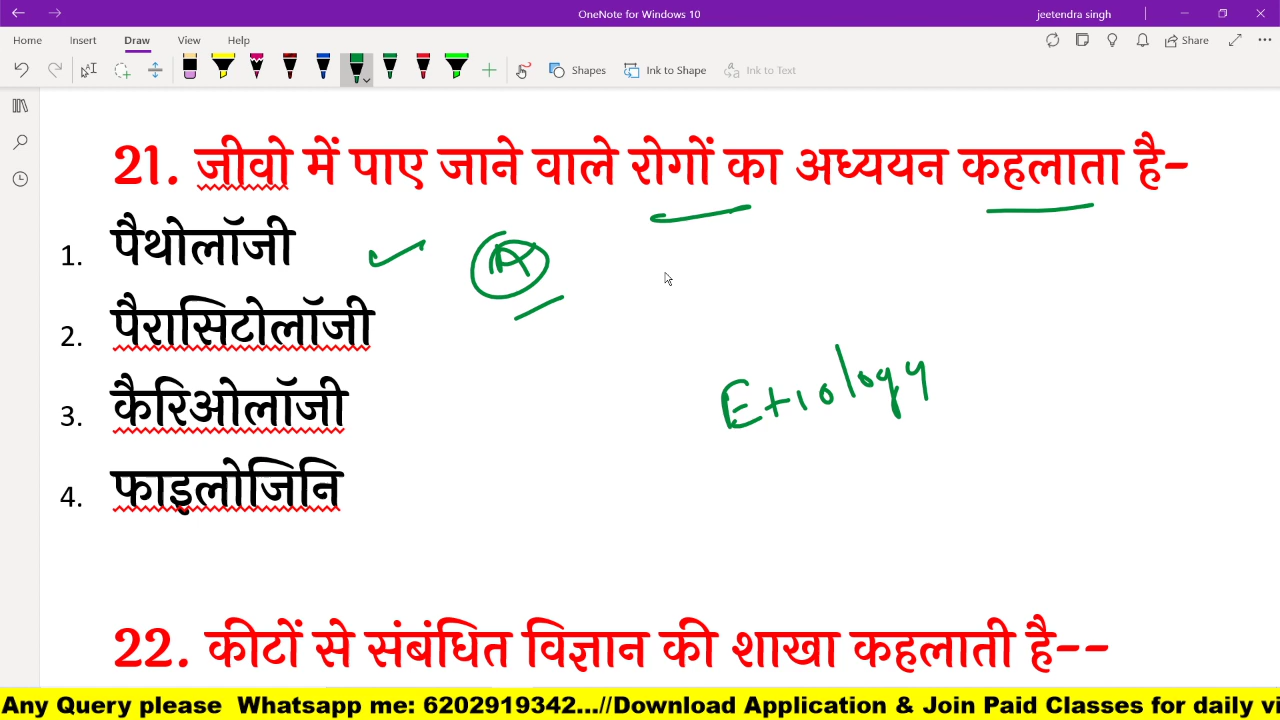 OneNote for Windows 10
jeetendra singh
Home Insert Draw View Help
Share
Shapes Ink to Shape Ink to Text
21. जीवो में पाए जाने वाले रोगों का अध्ययन कहलाता है-
1. पैथोलॉजी
A
2. पैरासिटोलॉजी
3. कैरिओलॉजी
Etiology
4. फाइलोजिनि
22. कीटों से संबंधित विज्ञान की शाखा कहलाती है--
Any Query please Whatsapp me: 6202919342...//Download Application & Join Paid Classes for daily vi